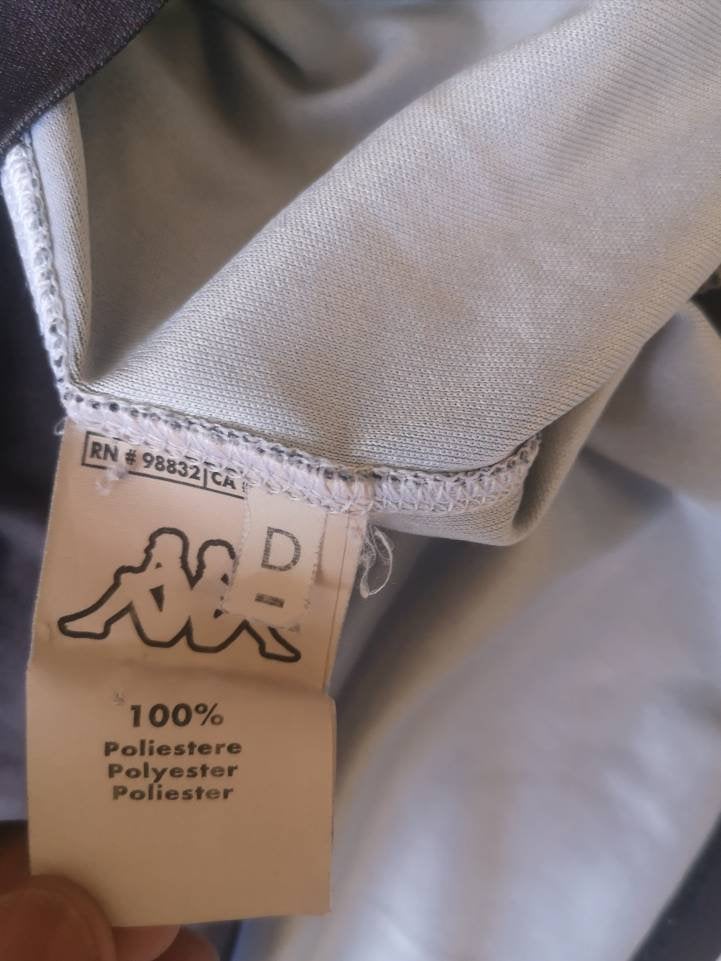 RN # 98832 CA
D
100%
Poliestere
Polyester
Poliester